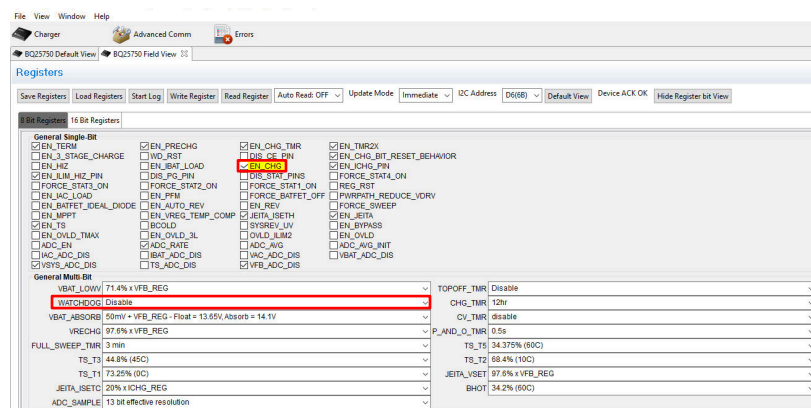 File View Window Help
Charger Advanced Comm Errors
BQ25750 Default View BQ25750 Field View
Registers
Save Registers Load Registers Start Log Write Register Read Register Auto Read: OFF Update Mode Immediate I2C Address D6(6B) Default View Device ACK OK Hide Register bit View
8 Bit Registers 16 Bit Registers
General Single-Bit
EN_TERM EN_PRECHG EN_CHG_TMR EN_TMR2X
EN_3_STAGE_CHARGE WD_RST DIS_CE_PIN EN_CHG_BIT_RESET_BEHAVIOR
EN_HIZ EN_IBAT_LOAD EN_CHG EN_ICHG_PIN
EN_ILIM_HIZ_PIN DIS_PG_PIN DIS_STAT_PINS FORCE_STAT4_ON
FORCE_STAT3_ON FORCE_STAT2_ON FORCE_STAT1_ON REG_RST
EN_IAC_LOAD EN_PFM FORCE_BATFET_OFF PWRPATH_REDUCE_VDRV
EN_BATFET_IDEAL_DIODE EN_AUTO_REV EN_REV FORCE_SWEEP
EN_MPPT EN_VREG_TEMP_COMP JEITA_ISETH EN_JEITA
EN_TS BCOLD SYSREV_UV EN_BYPASS
EN_OVLD_TMAX EN_OVLD_3L OVLD_ILIM2 EN_OVLD
ADC_EN ADC_RATE ADC_AVG ADC_AVG_INIT
IAC_ADC_DIS IBAT_ADC_DIS VAC_ADC_DIS VBAT_ADC_DIS
VSYS_ADC_DIS TS_ADC_DIS VFB_ADC_DIS
General Multi-Bit
VBAT_LOWV 71.4% x VFB_REG TOPOFF_TMR Disable
WATCHDOG Disable CHG_TMR 12hr
VBAT_ABSORB 50mV + VFB_REG - Float = 13.65V, Absorb = 14.1V CV_TMR disable
VRECHG 97.6% x VFB_REG P_AND_O_TMR 0.5s
FULL_SWEEP_TMR 3 min TS_T5 34.375% (60C)
TS_T3 44.8% (45C) TS_T2 68.4% (10C)
TS_T1 73.25% (0C) JEITA_VSET 97.6% x VFB_REG
JEITA_ISETC 20% x ICHG_REG BHOT 34.2% (60C)
ADC_SAMPLE 13 bit effective resolution